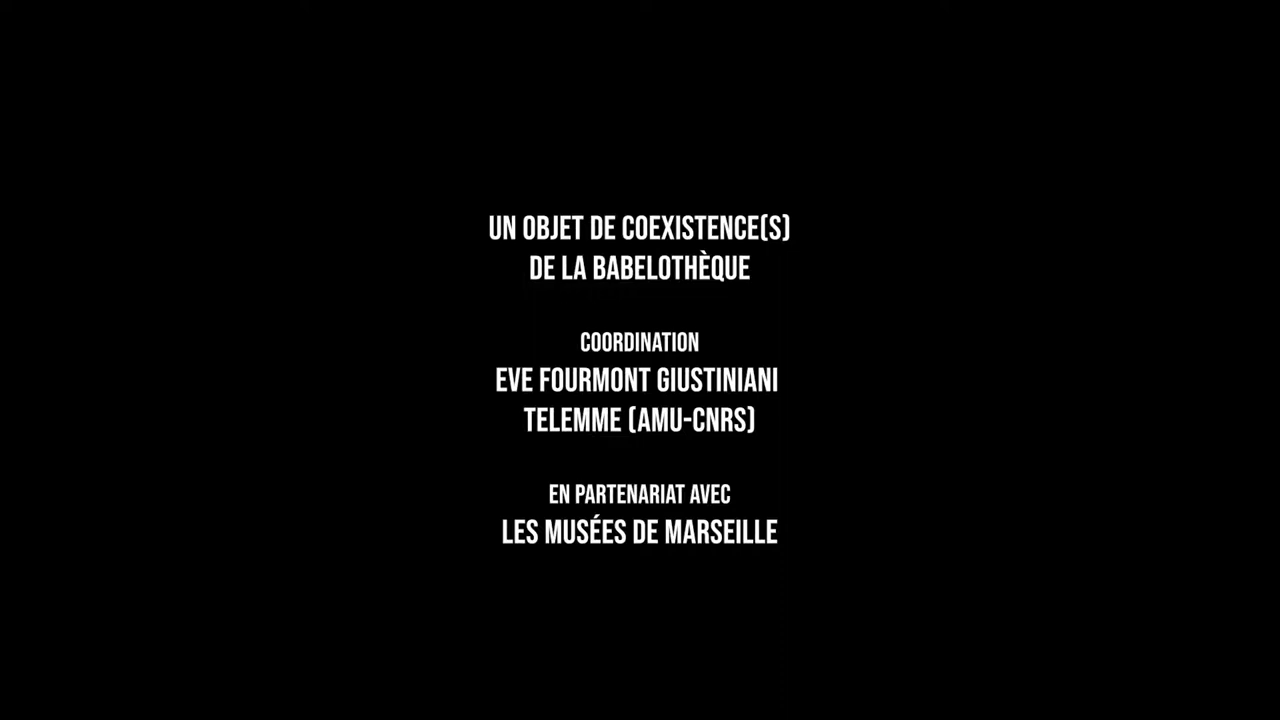 UN OBJET DE COEXISTENCE(S)
DE LA BABELOTHÈQUE
COORDINATION
EVE FOURMONT GIUSTINIANI
TELEMME (AMU-CNRS)
EN PARTENARIAT AVEC
LES MUSÉES DE MARSEILLE